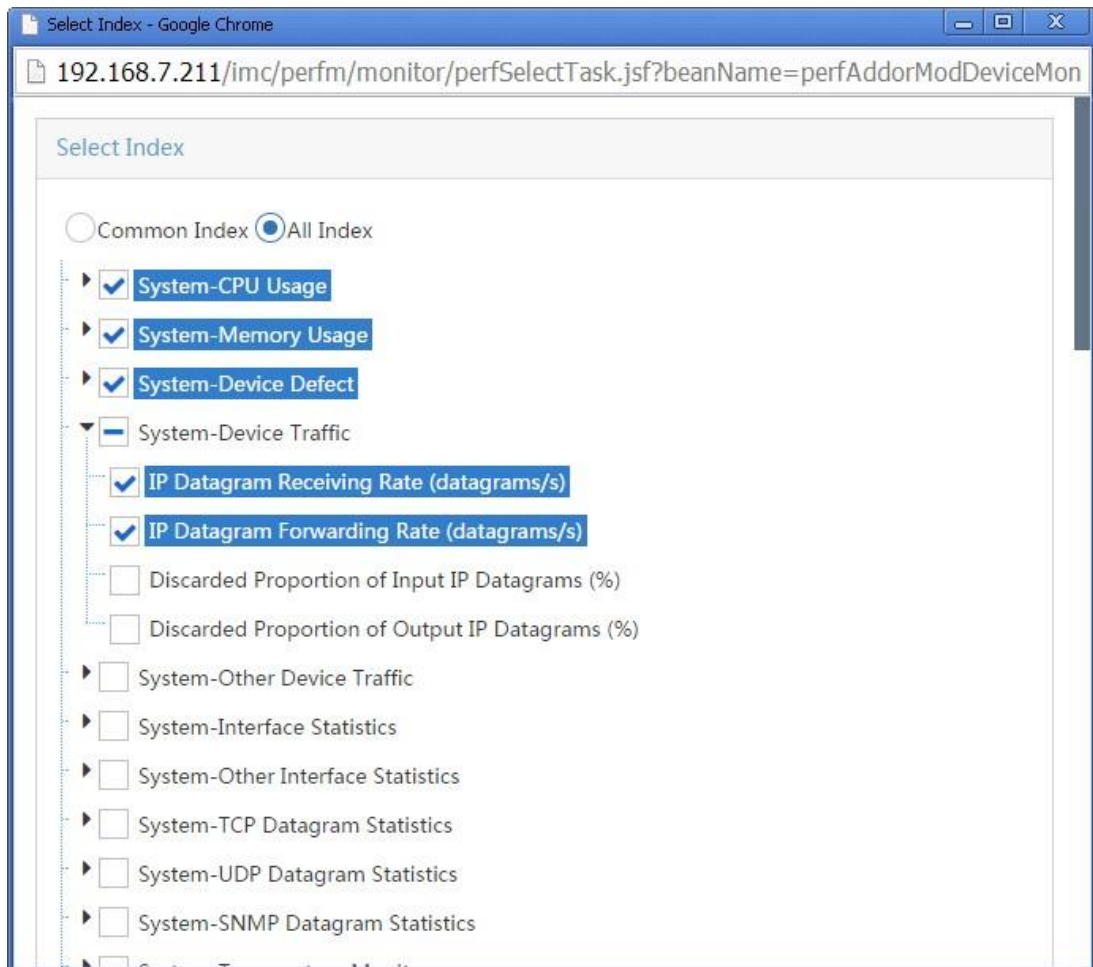 Select Index - Google Chrome
192.168.7.211/imc/perfm/monitor/perfSelectTask.jsf?beanName=perfAddorModDeviceMon
Select Index
Common Index All Index
System-CPU Usage
System-Memory Usage
System-Device Defect
System-Device Traffic
IP Datagram Receiving Rate (datagrams/s)
IP Datagram Forwarding Rate (datagrams/s)
Discarded Proportion of Input IP Datagrams (%)
Discarded Proportion of Output IP Datagrams (%)
System-Other Device Traffic
System-Interface Statistics
System-Other Interface Statistics
System-TCP Datagram Statistics
System-UDP Datagram Statistics
System-SNMP Datagram Statistics